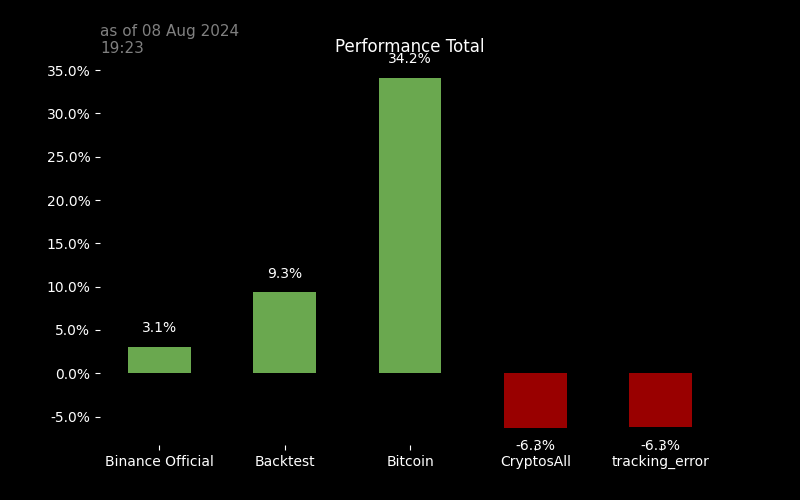 as of 08 Aug 2024
19:23
Performance Total
34.2%
35.0%
30.0%
25.0%
20.0%
15.0%
10.0%
5.0%
0.0%
-5.0%
3.1%
9.3%
-6.3%
-6.3%
Binance Official
Backtest
Bitcoin
CryptosAll
tracking_error